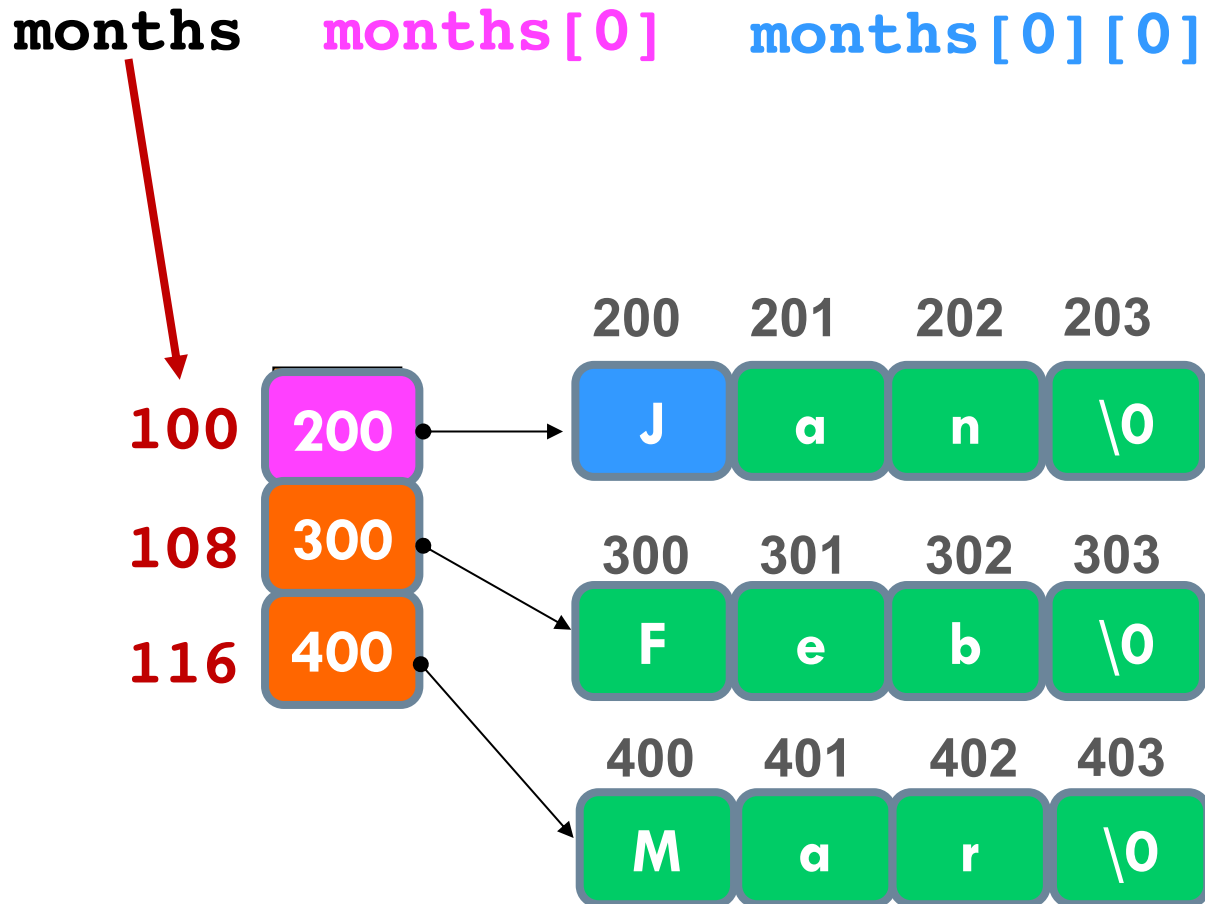 months months[0] months[0][0]
200 201 202 203
100 200 J a n \0
300 301 302 303
108 300 F e b \0
116 400
400 401 402 403
M a r \0